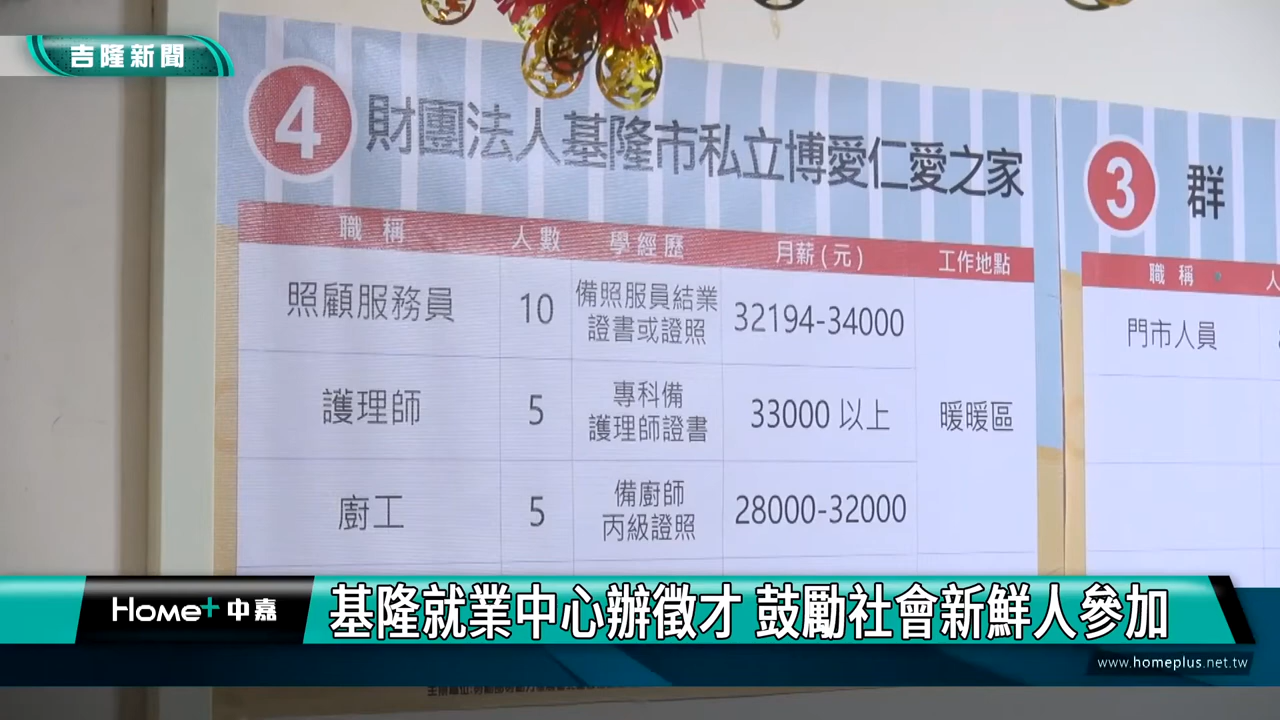 吉隆新聞
4 財團法人基隆市私立博愛仁愛之家
職稱 人數 學經歷 月薪(元) 工作地點
照顧服務員 10 備照服員結業證書或證照 32194-34000
護理師 5 專科備護理師證書 33000以上 暖暖區
廚工 5 備廚師丙級證照 28000-32000
3 群
職稱
門市人員
Home+中嘉
基隆就業中心辦徵才 鼓勵社會新鮮人參加
www.homeplus.net.tw